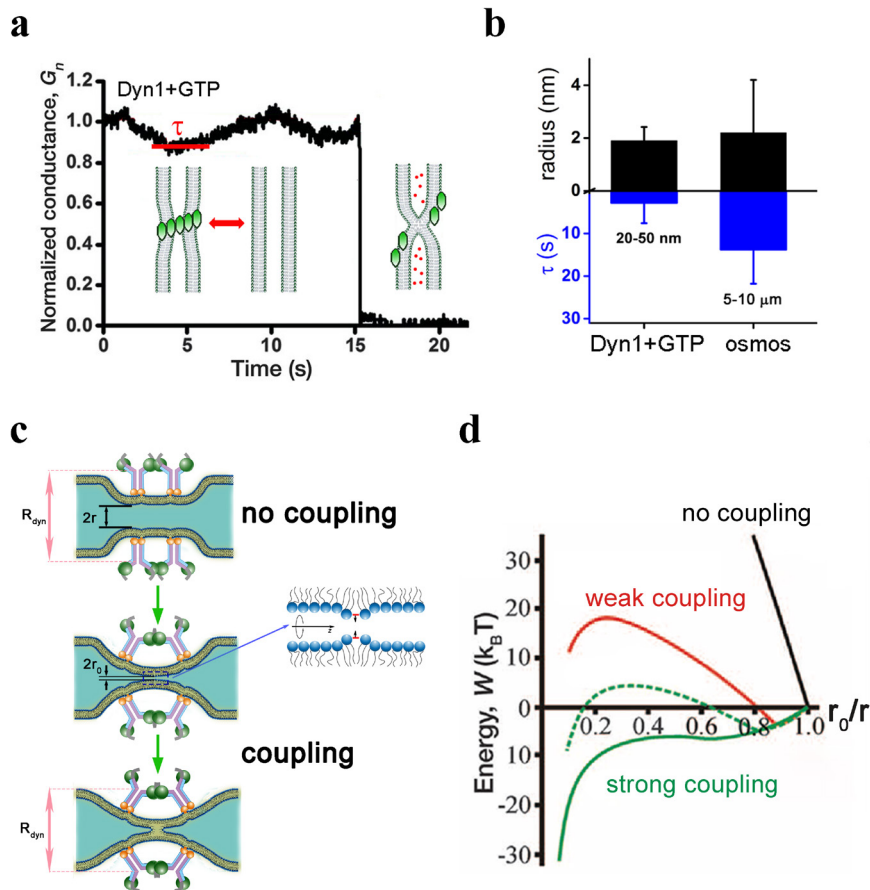 a
Dyn1+GTP
τ
Normalized conductance, Gn
1.2
1.0
0.8
0.6
0.4
0.2
0.0
0
5
10
15
20
Time (s)
b
radius (nm)
4
2
0
τ (s)
10
20
30
20-50 nm
5-10 μm
Dyn1+GTP
osmos
c
Rdyn
2r
no coupling
2r0
z
coupling
Rdyn
d
no coupling
weak coupling
strong coupling
Energy, W (kBT)
30
20
10
0
10
-20
-30
0.2
0.4
0.6
0.8
1.0
r0/r